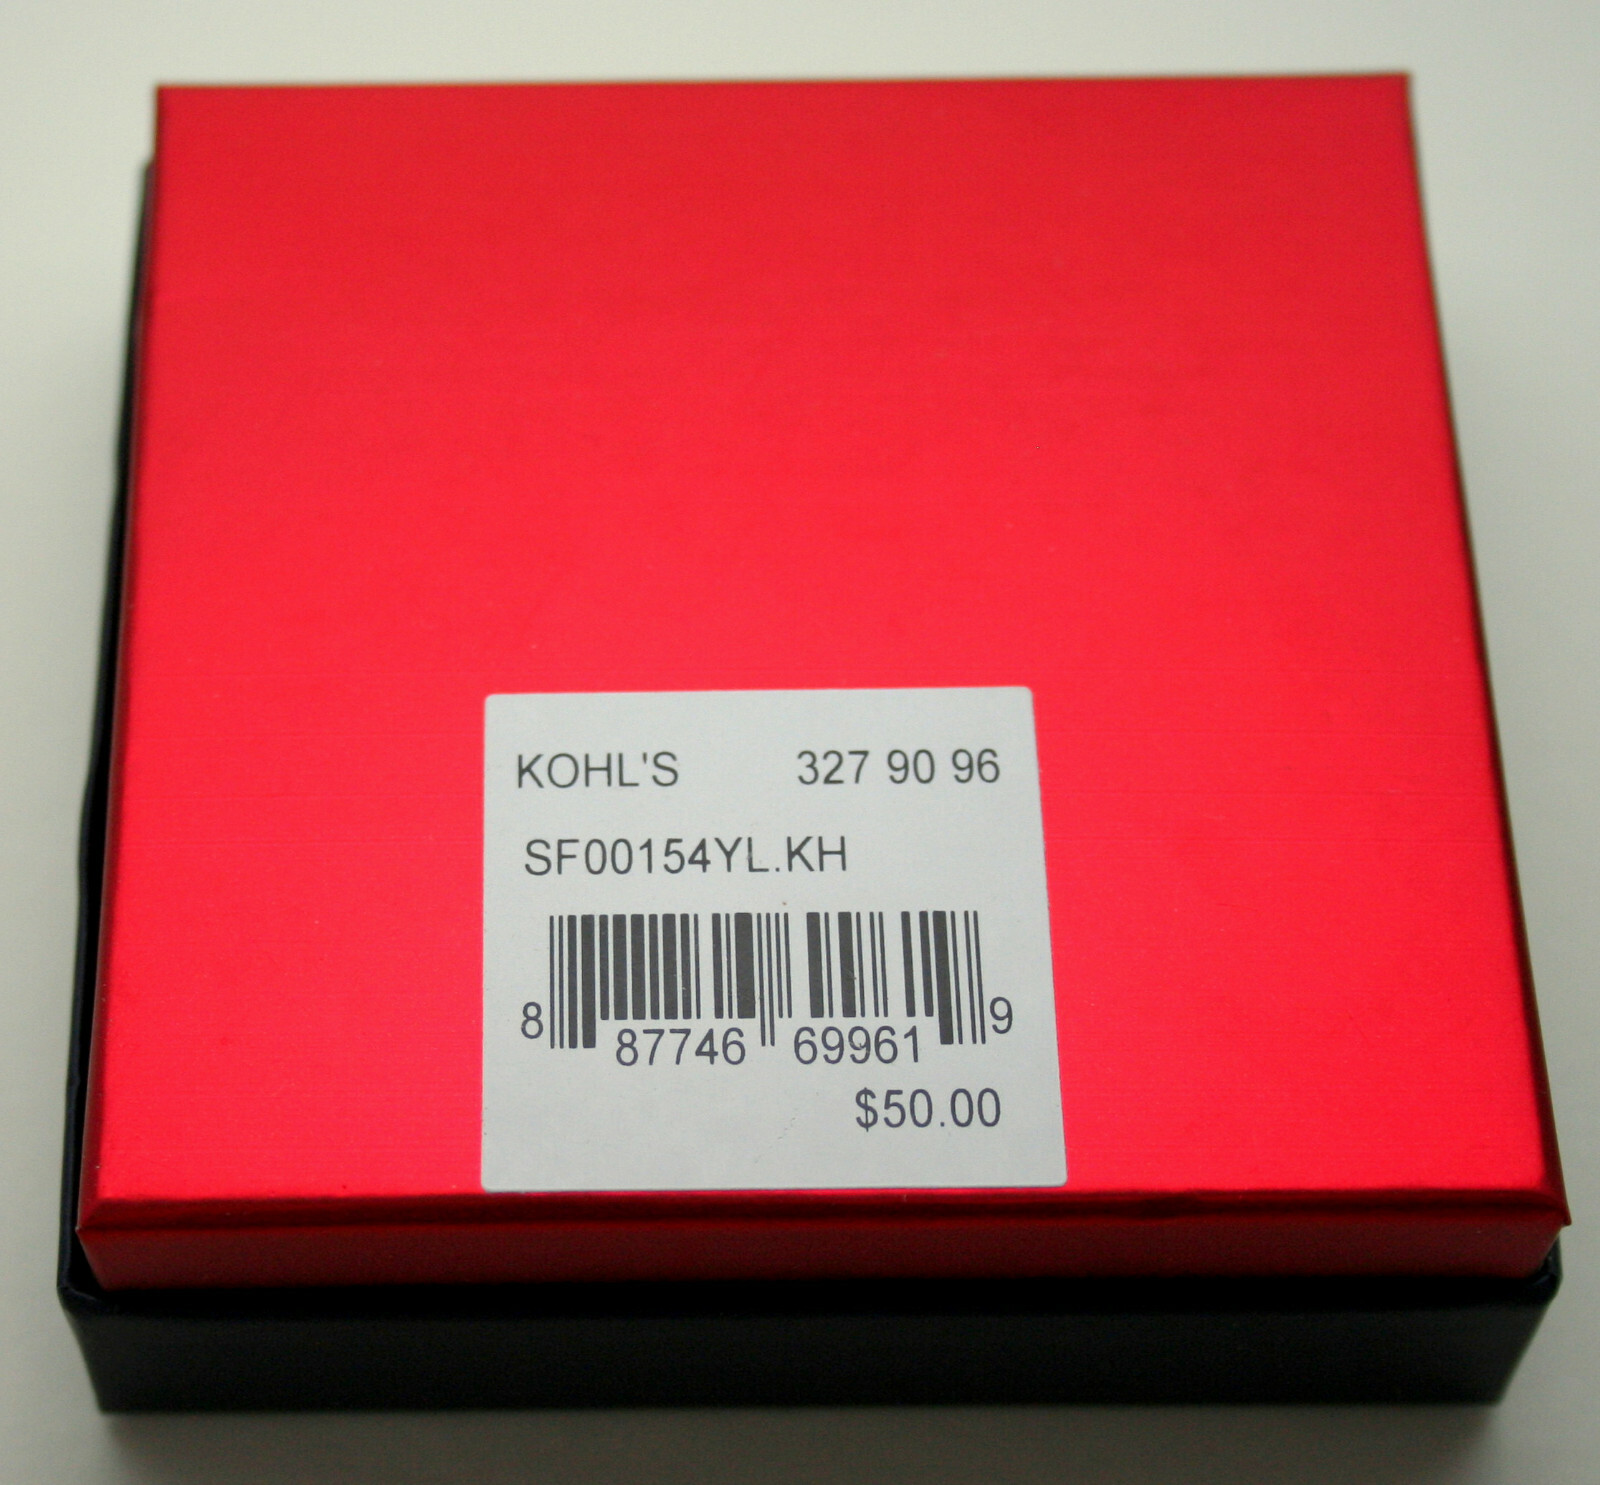 KOHL'S 327 90 96
SF00154YL.KH
8 87746 69961 9
$50.00